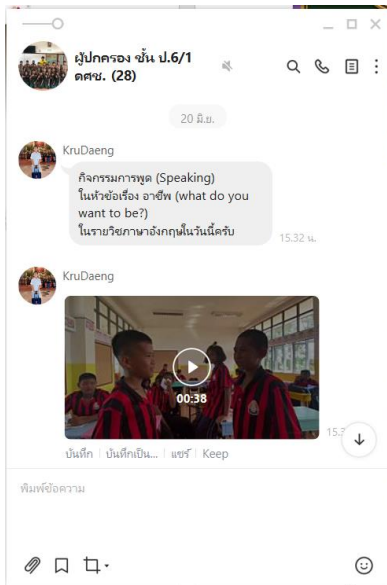 ผู้ปกครอง ชั้น ป.6/1
ดศช. (28)
20 มิ.ย.
KruDaeng
กิจกรรมการพูด (Speaking)
ในหัวข้อเรื่อง อาชีพ (what do you
want to be?)
ในรายวิชาภาษาอังกฤษในวันนี้ครับ
15.32 น.
KruDaeng
00:38
บันทึก | บันทึกเป็น... | แชร์ | Keep
พิมพ์ข้อความ